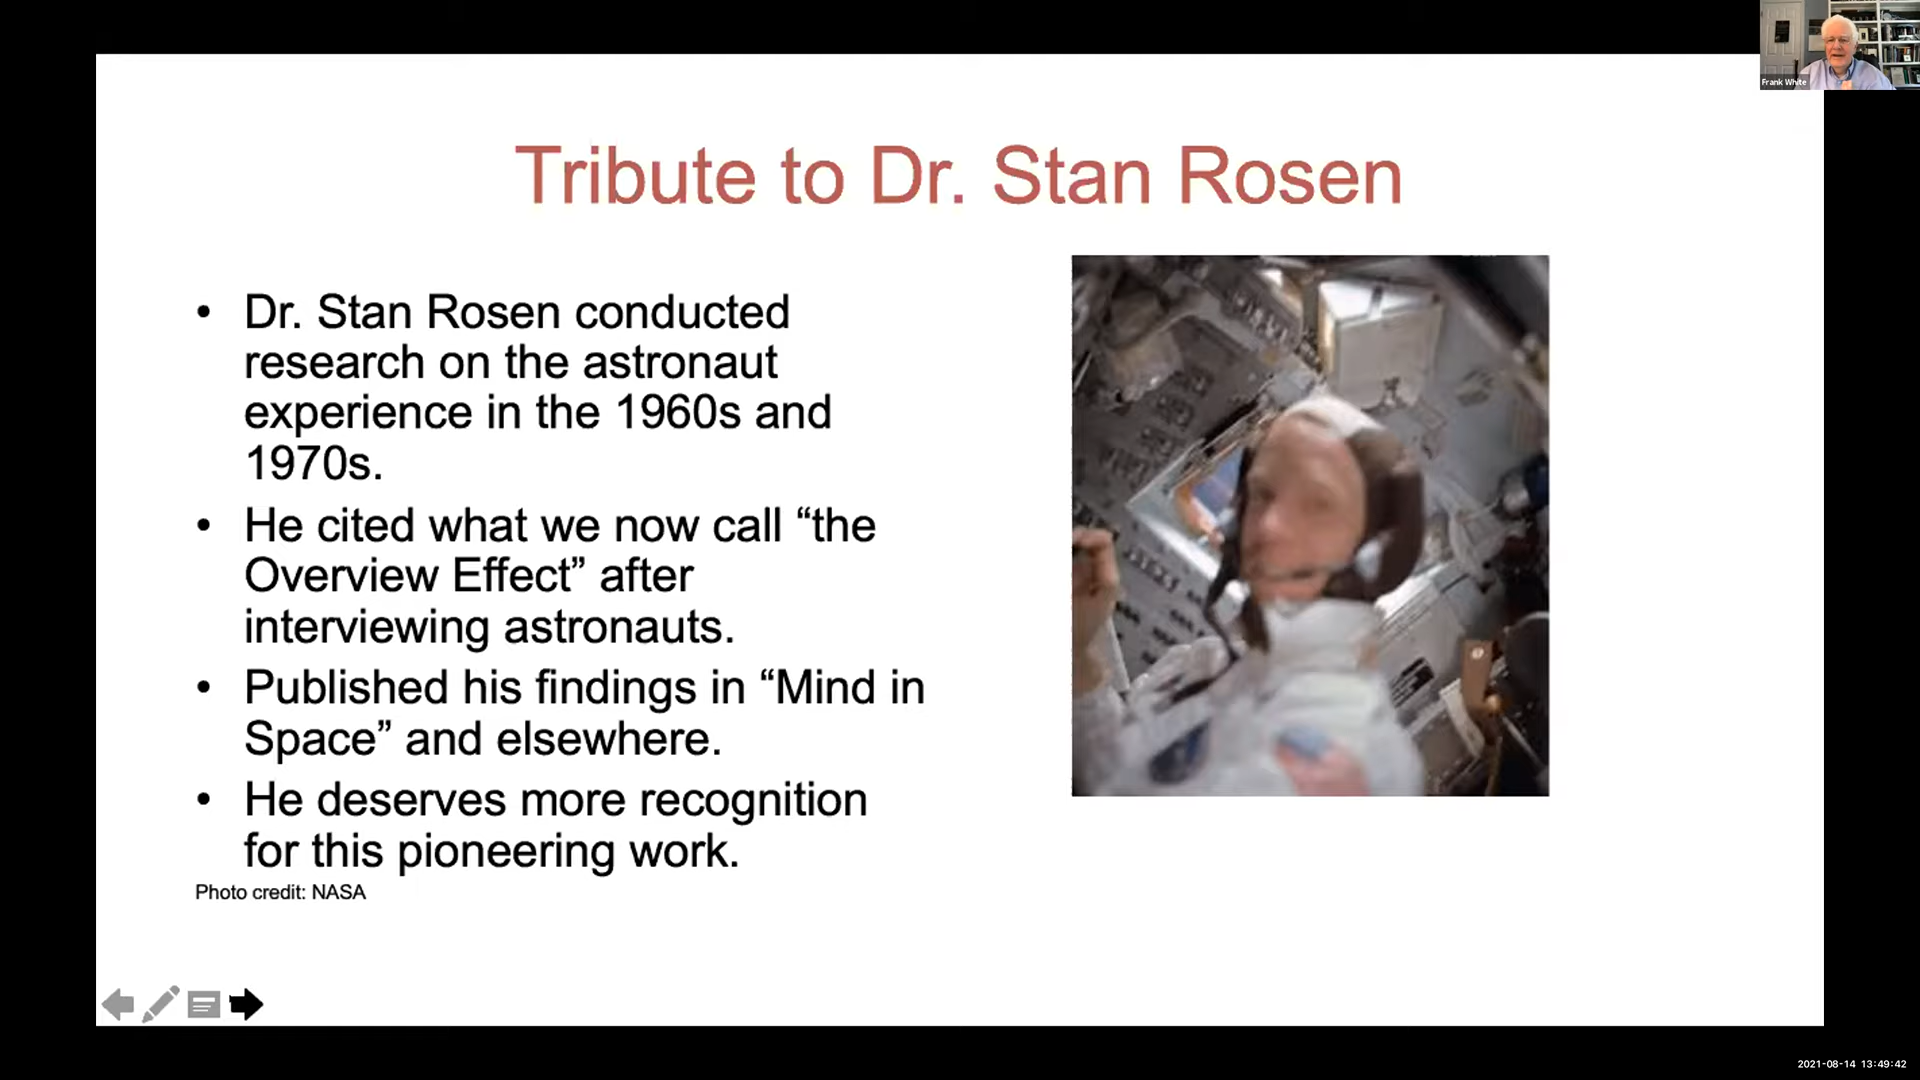 Frank White
Tribute to Dr. Stan Rosen
• Dr. Stan Rosen conducted
research on the astronaut
experience in the 1960s and
1970s.
• He cited what we now call “the
Overview Effect” after
interviewing astronauts.
• Published his findings in “Mind in
Space” and elsewhere.
• He deserves more recognition
for this pioneering work.
Photo credit: NASA
2021-08-14 13:49:42